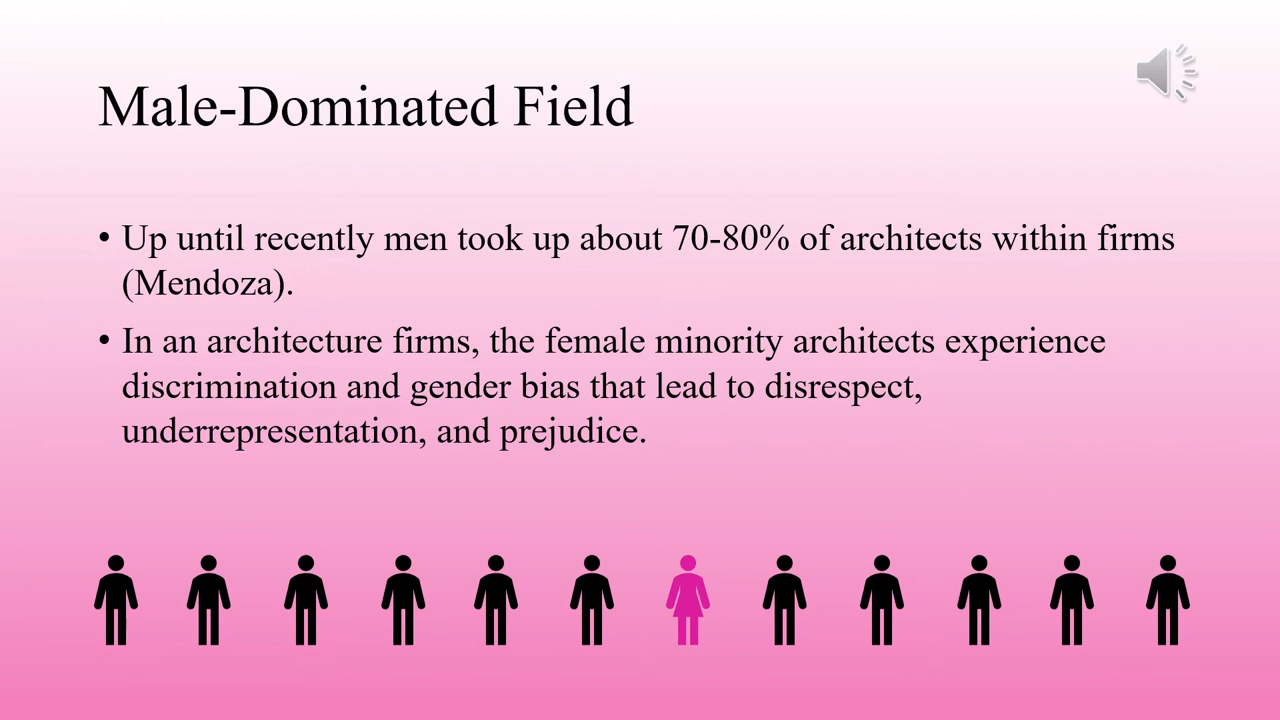 Male-Dominated Field
• Up until recently men took up about 70-80% of architects within firms
(Mendoza).
• In an architecture firms, the female minority architects experience
discrimination and gender bias that lead to disrespect,
underrepresentation, and prejudice.